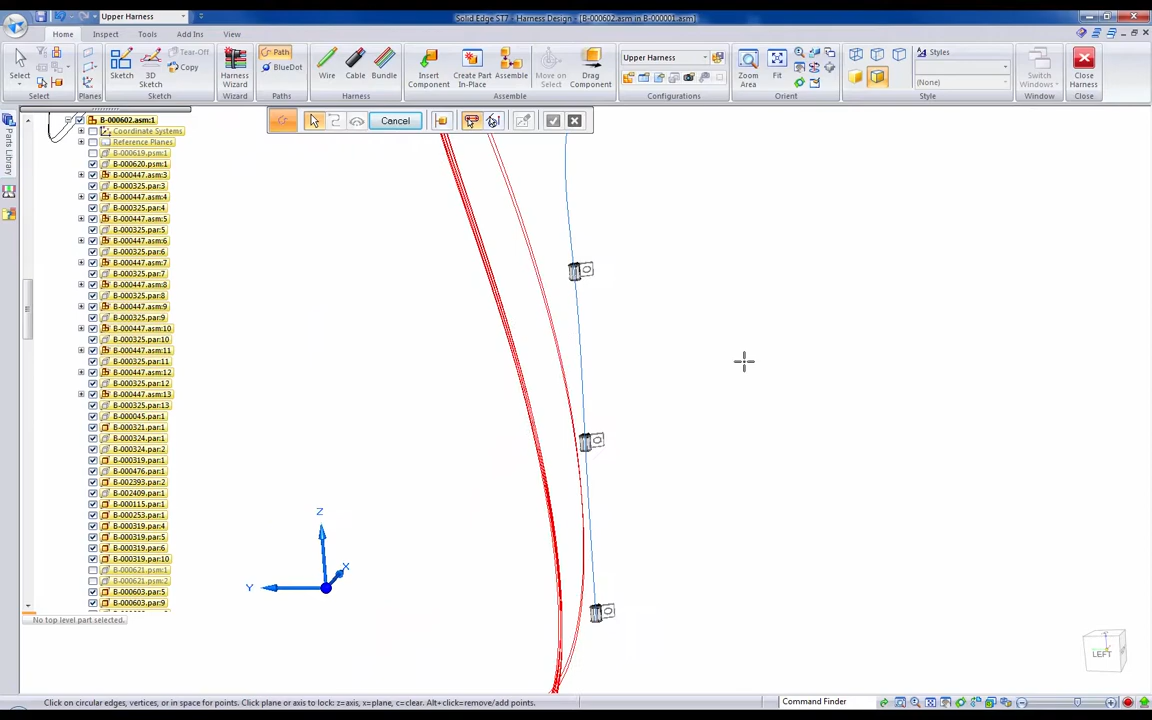 Upper Harness
Solid Edge ST7 - Harness Design - [B-000602.asm in B-000001.asm]
Home Inspect Tools Add Ins View
Select
Select
Planes
Sketch
3D Sketch
Tear-Off
Copy
Sketch
Harness Wizard
Harness Wizard
Path
BlueDot
Paths
Wire
Cable
Bundle
Harness
Insert Component
Create Part In-Place
Assemble
Move on Select
Drag Component
Assemble
Upper Harness
Configurations
Zoom Area
Fit
Orient
Styles
(None)
Style
Switch Windows
Window
Close Harness
Close
Cancel
Parts Library
B-000602.asm:1
Coordinate Systems
Reference Planes
B-000619.psm:1
B-000620.psm:1
B-000447.asm:3
B-000325.par:3
B-000447.asm:4
B-000325.par:4
B-000447.asm:5
B-000325.par:5
B-000447.asm:6
B-000325.par:6
B-000447.asm:7
B-000325.par:7
B-000447.asm:8
B-000325.par:8
B-000447.asm:9
B-000325.par:9
B-000447.asm:10
B-000325.par:10
B-000447.asm:11
B-000325.par:11
B-000447.asm:12
B-000325.par:12
B-000447.asm:13
B-000325.par:13
B-000045.par:1
B-000321.par:1
B-000324.par:1
B-000324.par:2
B-000319.par:1
B-000476.par:1
B-002393.par:2
B-002409.par:1
B-000115.par:1
B-000253.par:1
B-000319.par:4
B-000319.par:5
B-000319.par:6
B-000319.par:10
B-000621.psm:1
B-000621.psm:2
B-000603.par:5
B-000603.par:9
No top level part selected.
Z
X
Y
LEFT
Click on circular edges, vertices, or in space for points. Click plane or axis to lock: z=axis, x=plane, c=clear. Alt+click=remove/add points.
Command Finder